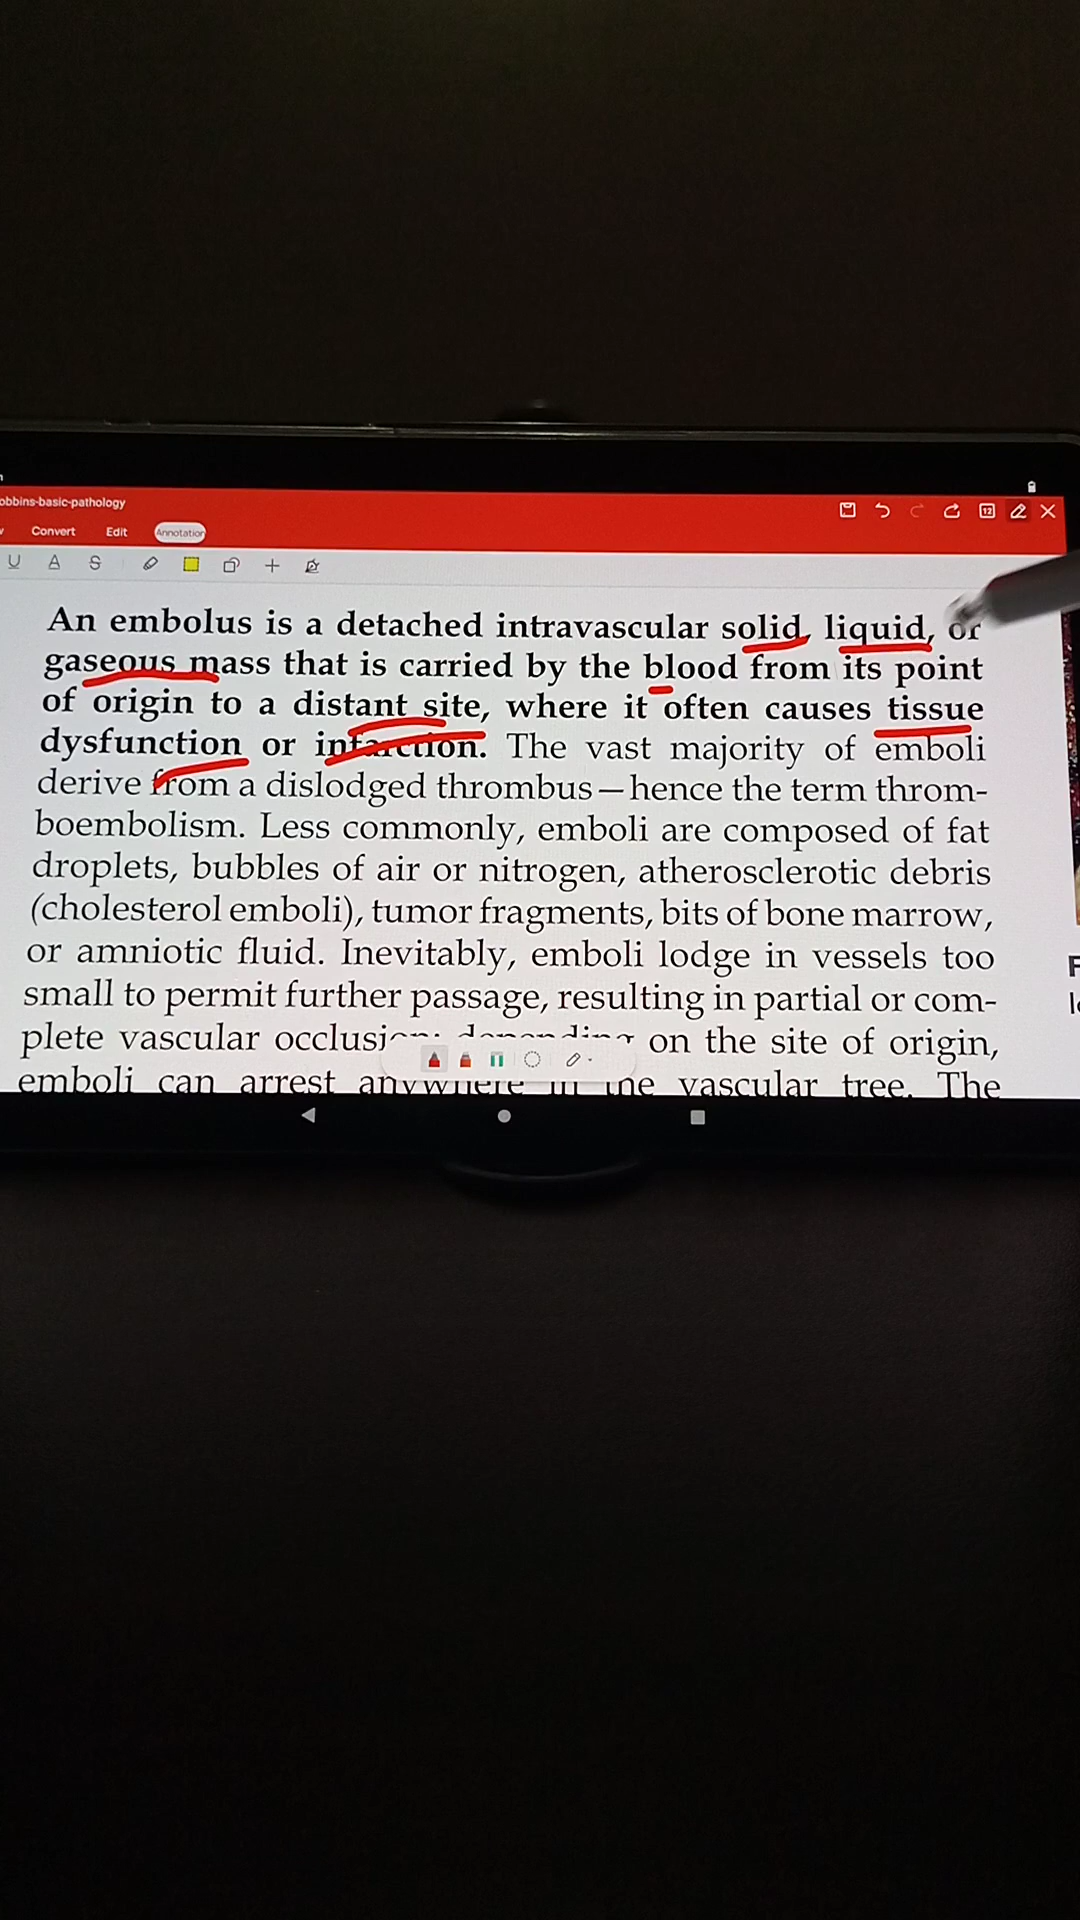 obbins-basic-pathology
Convert Edit Annotation
U A S
12
An embolus is a detached intravascular solid, liquid, or
gaseous mass that is carried by the blood from its point
of origin to a distant site, where it often causes tissue
dysfunction or infarction. The vast majority of emboli
derive from a dislodged thrombus—hence the term throm-
boembolism. Less commonly, emboli are composed of fat
droplets, bubbles of air or nitrogen, atherosclerotic debris
(cholesterol emboli), tumor fragments, bits of bone marrow,
or amniotic fluid. Inevitably, emboli lodge in vessels too
small to permit further passage, resulting in partial or com-
plete vascular on the site of origin,
emboli can arrest anywhere in the vascular tree. The